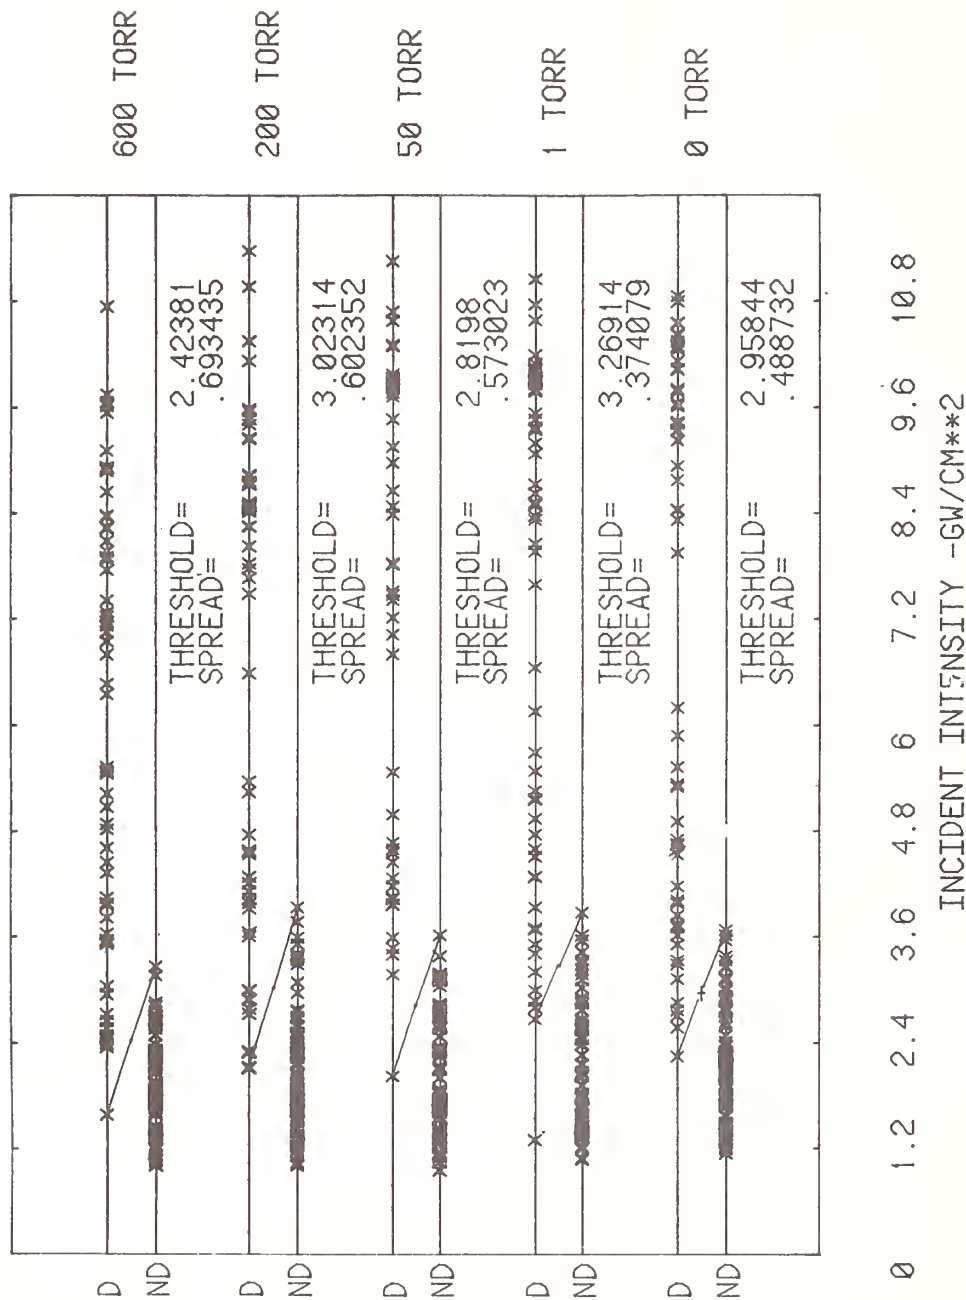 600 TORR
D
ND
THRESHOLD= 2.42381
SPREAD= .693435
200 TORR
D
ND
THRESHOLD= 3.02314
SPREAD= .602352
50 TORR
D
ND
THRESHOLD= 2.8198
SPREAD= .573023
1 TORR
D
ND
THRESHOLD= 3.26914
SPREAD= .374079
0 TORR
D
ND
THRESHOLD= 2.95844
SPREAD= .488732
0 1.2 2.4 3.6 4.8 6 7.2 8.4 9.6 10.8
INCIDENT INTENSITY -GW/CM**2